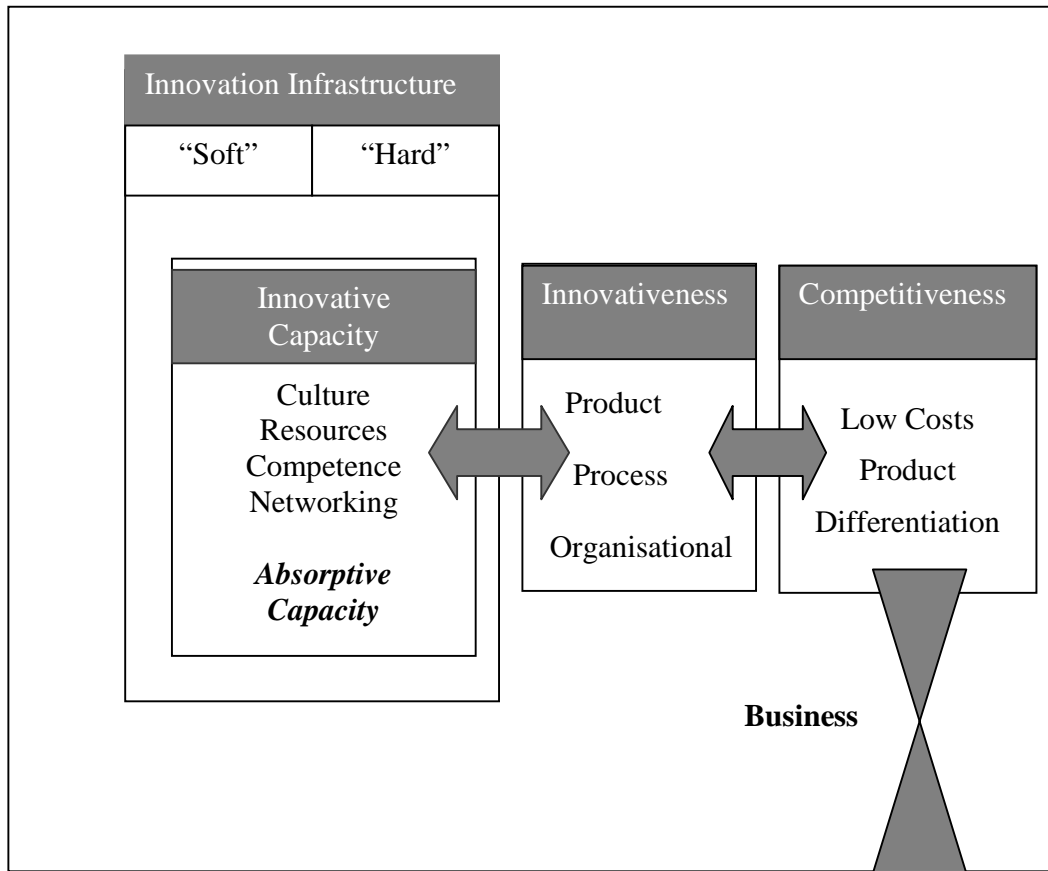 Innovation Infrastructure
“Soft”
“Hard”
Innovative
Capacity
Culture
Resources
Competence
Networking
Absorptive
Capacity
Innovativeness
Product
Process
Organisational
Competitiveness
Low Costs
Product
Differentiation
Business